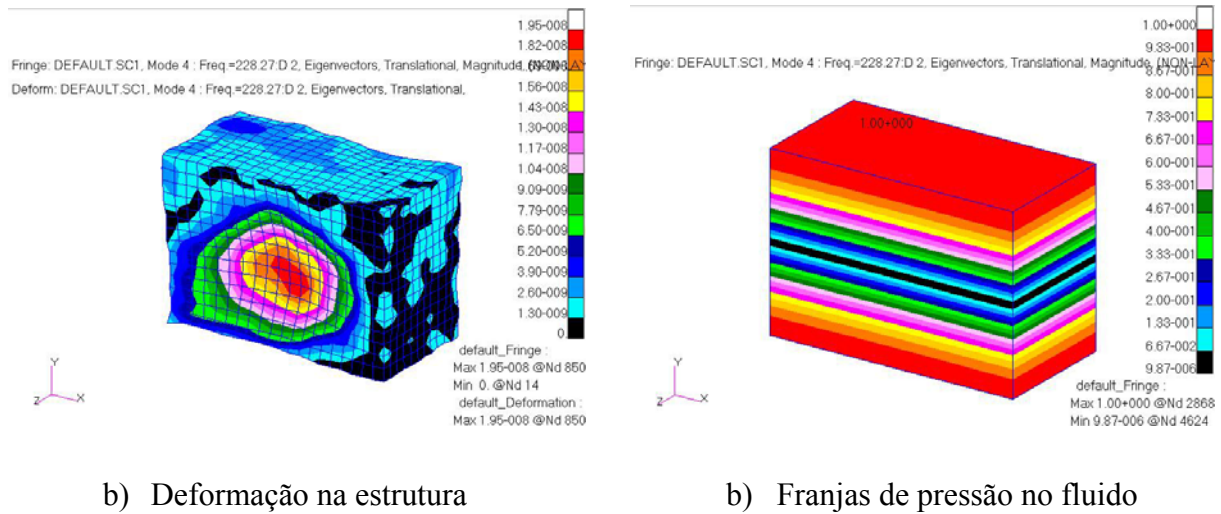 1.95-008
1.82-008
Fringe: DEFAULT.SC1, Mode 4 : Freq.=228.27:D 2, Eigenvectors, Translational, Magnitude, (NON-LAY
1.69-008
Deform: DEFAULT.SC1, Mode 4 : Freq.=228.27:D 2, Eigenvectors, Translational,
1.56-008
1.43-008
1.30-008
1.17-008
1.04-008
9.09-009
7.79-009
6.50-009
5.20-009
3.90-009
2.60-009
1.30-009
0
default_Fringe :
Max 1.95-008 @Nd 850
Min 0. @Nd 14
default_Deformation :
Max 1.95-008 @Nd 850
Y
Z
X
b) Deformação na estrutura
1.00+000
9.33-001
Fringe: DEFAULT.SC1, Mode 4 : Freq.=228.27:D 2, Eigenvectors, Translational, Magnitude, (NON-LAY
8.67-001
8.00-001
7.33-001
6.67-001
6.00-001
5.33-001
4.67-001
4.00-001
3.33-001
2.67-001
2.00-001
1.33-001
6.67-002
9.87-006
1.00+000
default_Fringe :
Max 1.00+000 @Nd 2868
Min 9.87-006 @Nd 4624
Y
Z
X
b) Franjas de pressão no fluido